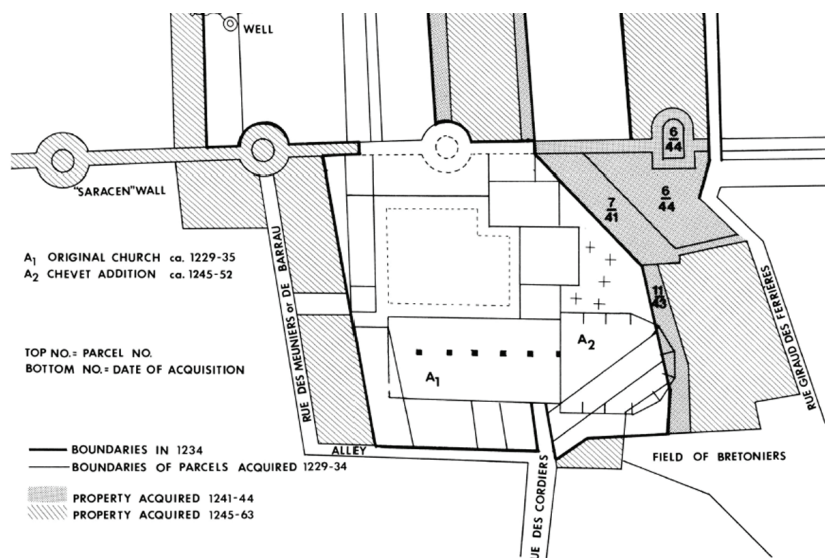 WELL
6
44
"SARACEN" WALL
7
41
6
44
A1 ORIGINAL CHURCH ca. 1229-35
A2 CHEVET ADDITION ca. 1245-52
RUE DES MEUNIERS or DE BARRAU
11
43
RUE GIRAUD DES FERRIÈRES
A2
TOP NO.= PARCEL NO.
BOTTOM NO.= DATE OF ACQUISITION
A1
BOUNDARIES IN 1234
ALLEY
FIELD OF BRETONIERS
BOUNDARIES OF PARCELS ACQUIRED 1229-34
PROPERTY ACQUIRED 1241-44
PROPERTY ACQUIRED 1245-63
RUE DES CORDIERS